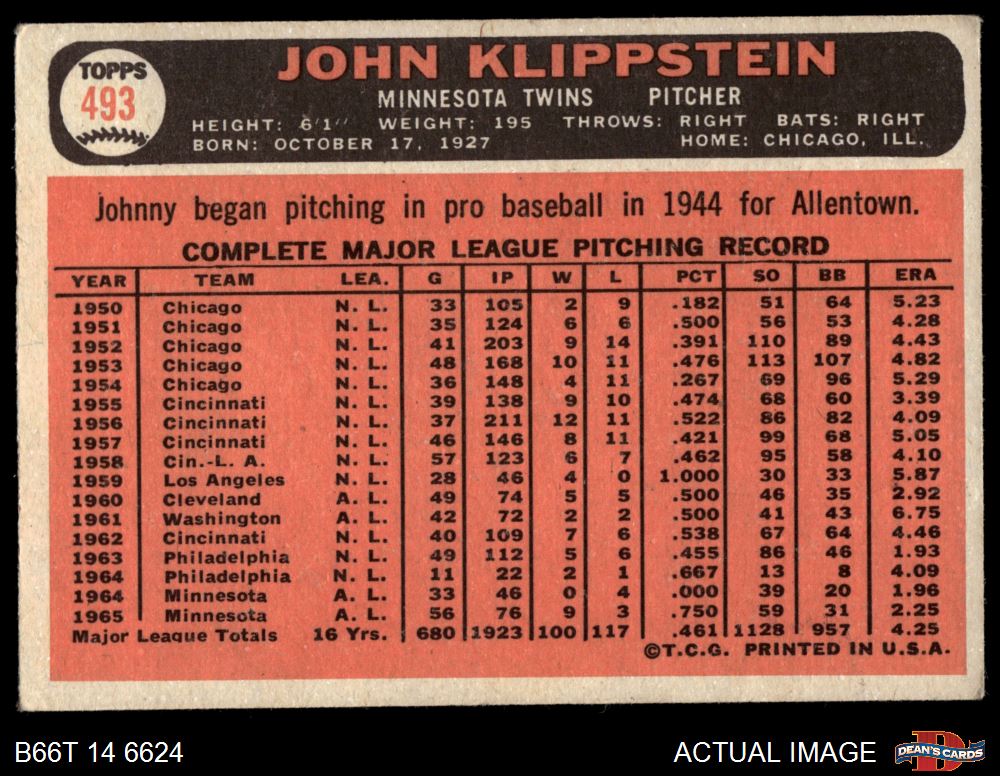 TOPPS
493
JOHN KLIPPSTEIN
MINNESOTA TWINS PITCHER
HEIGHT: 6'1" WEIGHT: 195 THROWS: RIGHT BATS: RIGHT
BORN: OCTOBER 17, 1927 HOME: CHICAGO, ILL.
Johnny began pitching in pro baseball in 1944 for Allentown.
COMPLETE MAJOR LEAGUE PITCHING RECORD
YEAR TEAM LEA. G IP W L PCT SO BB ERA
1950 Chicago N. L. 33 105 2 9 .182 51 64 5.23
1951 Chicago N. L. 35 124 6 6 .500 56 53 4.28
1952 Chicago N. L. 41 203 9 14 .391 110 89 4.43
1953 Chicago N. L. 48 168 10 11 .476 113 107 4.82
1954 Chicago N. L. 36 148 4 11 .267 69 96 5.29
1955 Cincinnati N. L. 39 138 9 10 .474 68 60 3.39
1956 Cincinnati N. L. 37 211 12 11 .522 86 82 4.09
1957 Cincinnati N. L. 46 146 8 11 .421 99 68 5.05
1958 Cin.-L. A. N. L. 57 123 6 7 .462 95 58 4.10
1959 Los Angeles N. L. 28 46 4 0 1.000 30 33 5.87
1960 Cleveland A. L. 49 74 5 5 .500 46 35 2.92
1961 Washington A. L. 42 72 2 2 .500 41 43 6.75
1962 Cincinnati N. L. 40 109 7 6 .538 67 64 4.46
1963 Philadelphia N. L. 49 112 5 6 .455 86 46 1.93
1964 Philadelphia N. L. 11 22 2 1 .667 13 8 4.09
1964 Minnesota A. L. 33 46 0 4 .000 39 20 1.96
1965 Minnesota A. L. 56 76 9 3 .750 59 31 2.25
Major League Totals 16 Yrs. 680 1923 100 117 .461 1128 957 4.25
©T.C.G. PRINTED IN U.S.A.
B66T 14 6624
ACTUAL IMAGE
DEAN'S CARDS